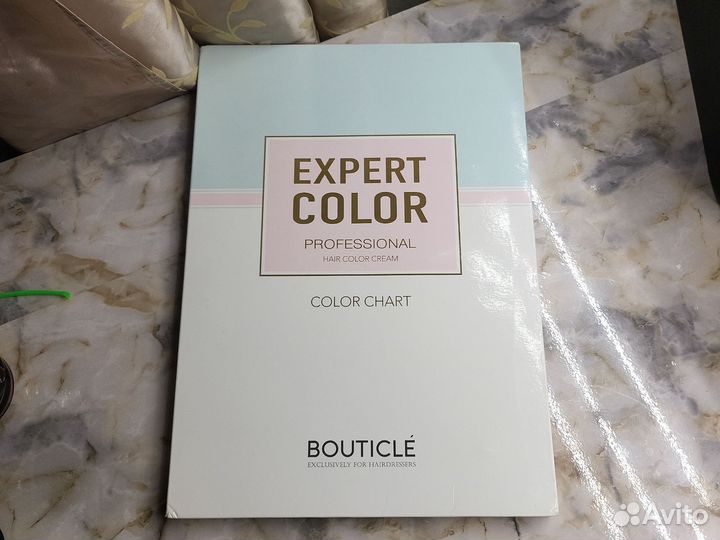 EXPERT
COLOR
PROFESSIONAL
HAIR COLOR CREAM
COLOR CHART
BOUTICLÉ
EXCLUSIVELY FOR HAIRDRESSERS
Avito